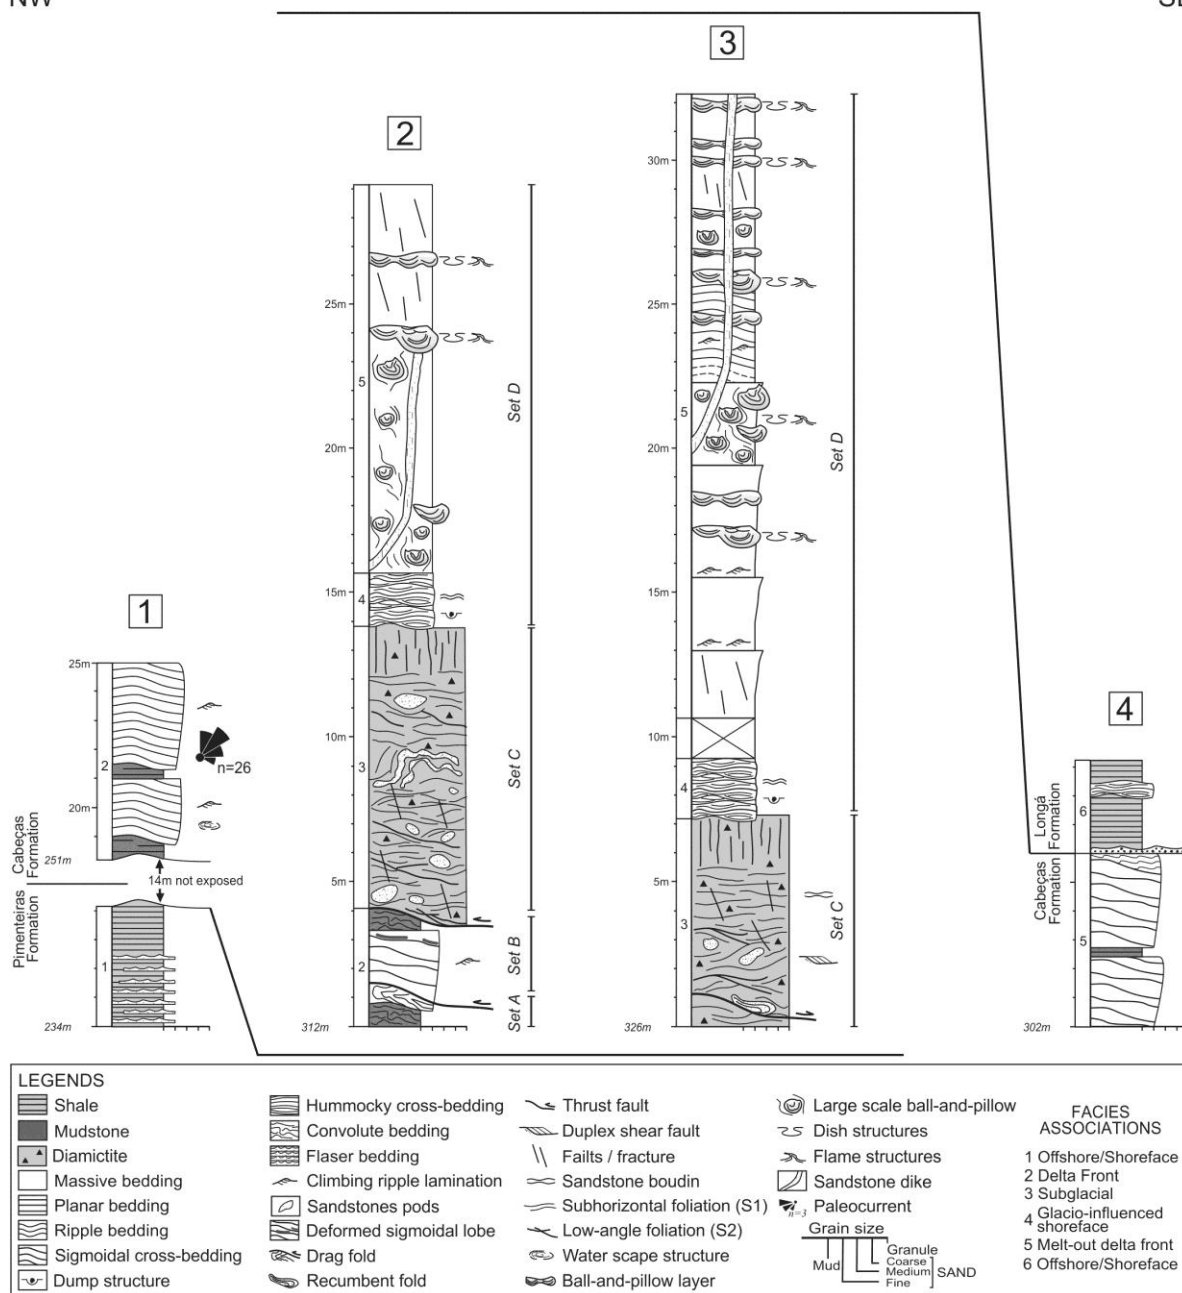 NW
3
2
30m
25m
5
Set D
20m
15m
4
1
25m
2
n=26
20m
Cabeças
Formation
251m
14m not exposed
Pimenteiras
Formation
1
234m
10m
3
Set C
5m
2
Set B
Set A
312m
25m
5
Set D
20m
15m
10m
4
5m
3
Set C
326m
4
Longá
Formation
6
Cabeças
Formation
5
302m
LEGENDS
Shale
Mudstone
Diamictite
Massive bedding
Planar bedding
Ripple bedding
Sigmoidal cross-bedding
Dump structure
Hummocky cross-bedding
Convolute bedding
Flaser bedding
Climbing ripple lamination
Sandstones pods
Deformed sigmoidal lobe
Drag fold
Recumbent fold
Thrust fault
Duplex shear fault
Failts / fracture
Sandstone boudin
Subhorizontal foliation (S1)
Low-angle foliation (S2)
Water scape structure
Ball-and-pillow layer
Large scale ball-and-pillow
Dish structures
Flame structures
Sandstone dike
Paleocurrent
n=3
Grain size
Mud
Granule
Coarse
Medium
Fine
SAND
FACIES
ASSOCIATIONS
1 Offshore/Shoreface
2 Delta Front
3 Subglacial
4 Glacio-influenced
shoreface
5 Melt-out delta front
6 Offshore/Shoreface